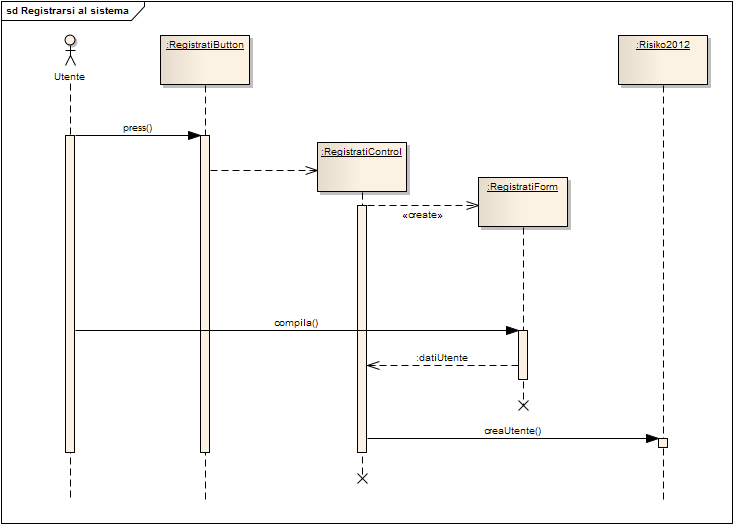 sd Registrarsi al sistema
Utente
:RegistratiButton
:Risiko2012
press()
:RegistratiControl
:RegistratiForm
«create»
compila()
:datiUtente
creaUtente()